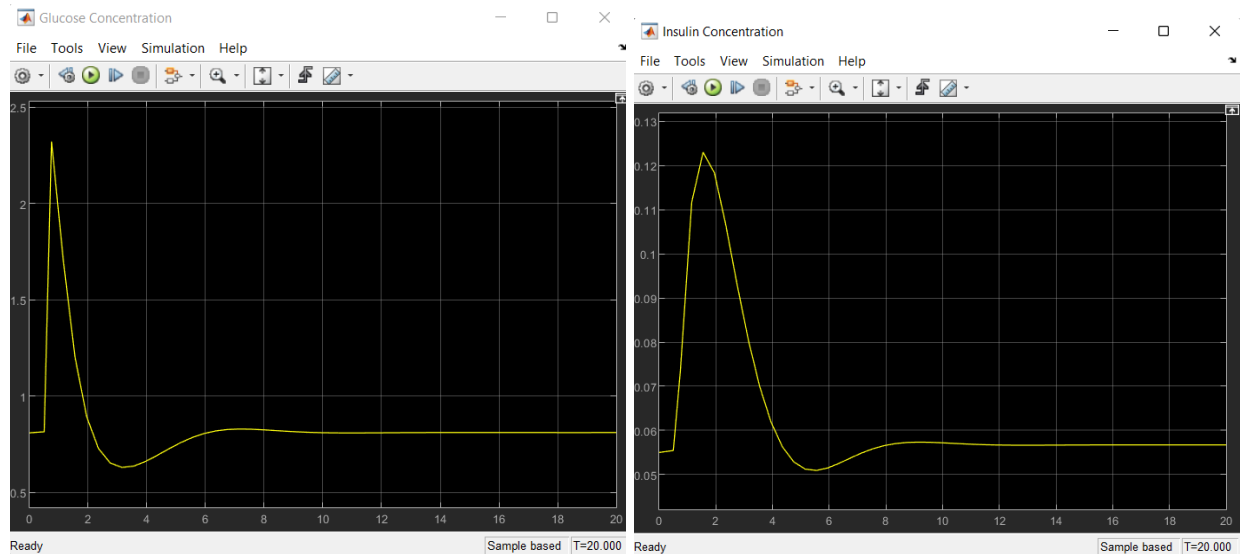 Glucose Concentration
File Tools View Simulation Help
2.5
2
1.5
1
0.5
0 2 4 6 8 10 12 14 16 18 20
Ready Sample based T=20.000
Insulin Concentration
File Tools View Simulation Help
0.13
0.12
0.11
0.1
0.09
0.08
0.07
0.06
0.05
0 2 4 6 8 10 12 14 16 18 20
Ready Sample based T=20.000